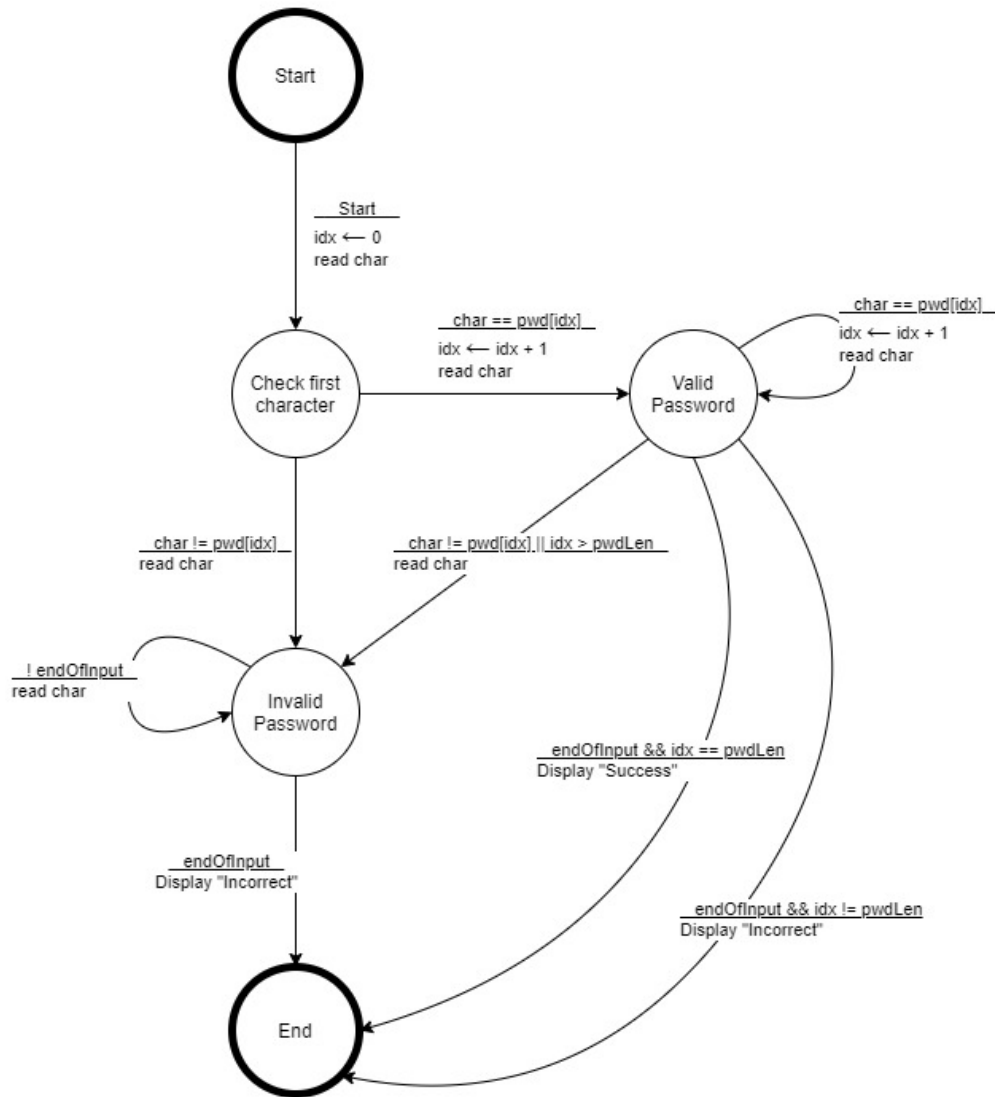 Start
Start
idx ⟵ 0
read char
char == pwd[idx]
idx ⟵ idx + 1
read char
char == pwd[idx]
idx ⟵ idx + 1
read char
Check first
character
Valid
Password
char != pwd[idx]
read char
char != pwd[idx] || idx > pwdLen
read char
! endOfInput
read char
Invalid
Password
endOfInput && idx == pwdLen
Display "Success"
endOfInput
Display "Incorrect"
endOfInput && idx != pwdLen
Display "Incorrect"
End